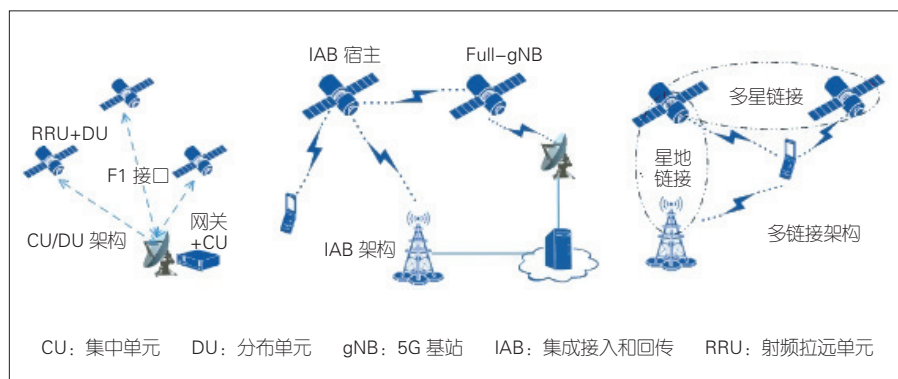 IAB 宿主
Full-gNB
多星链接
RRU+DU
F1 接口
星地
链接
网关
+CU
CU/DU 架构
IAB 架构
多链接架构
CU：集中单元 DU：分布单元 gNB：5G 基站 IAB：集成接入和回传 RRU：射频拉远单元